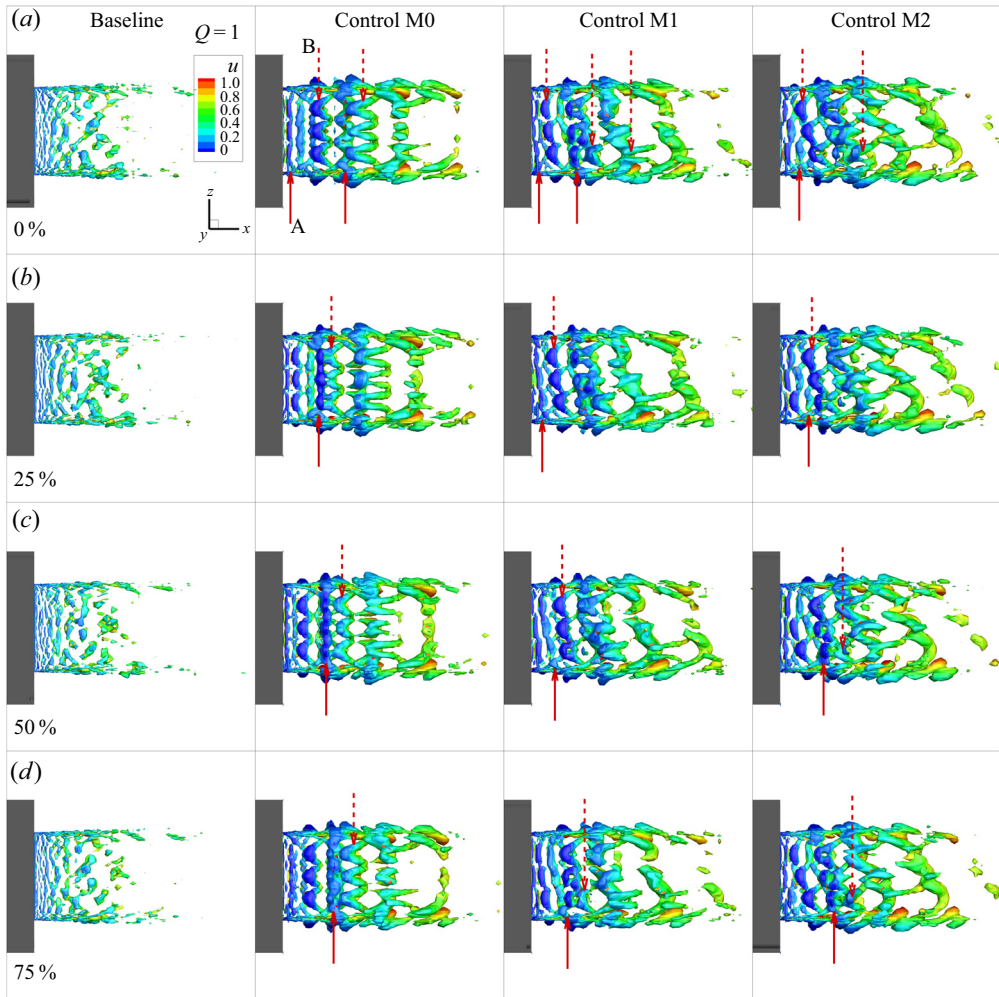 (a)
Baseline
Control M0
Control M1
Control M2
Q = 1
u
1.0
0.8
0.6
0.4
0.2
0
z
y
x
B
A
0 %
(b)
25 %
(c)
50 %
(d)
75 %